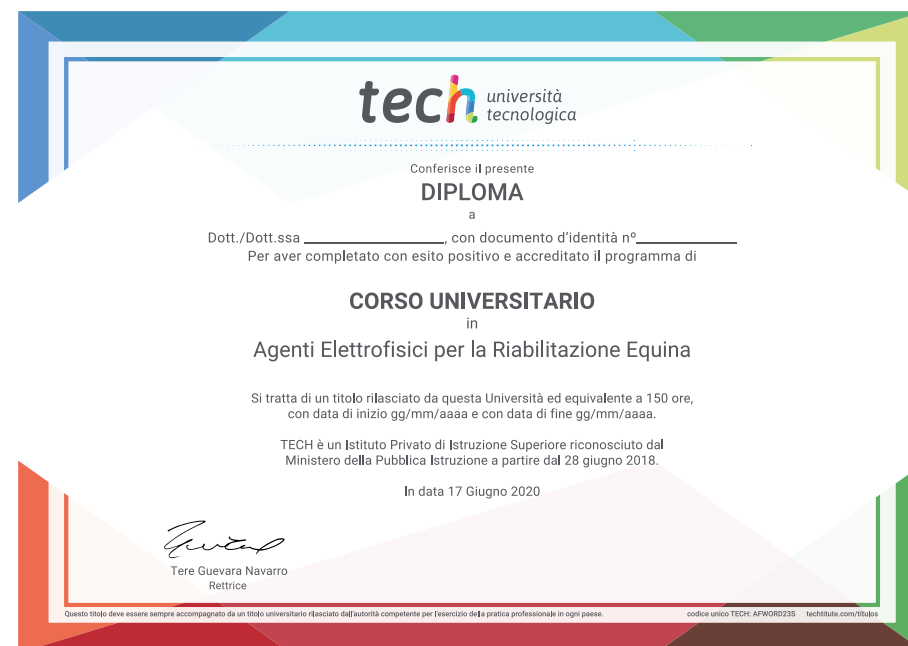 tech università
tecnologica
Conferisce il presente
DIPLOMA
a
Dott./Dott.ssa ____________________, con documento d'identità nº______________
Per aver completato con esito positivo e accreditato il programma di
CORSO UNIVERSITARIO
in
Agenti Elettrofisici per la Riabilitazione Equina
Si tratta di un titolo rilasciato da questa Università ed equivalente a 150 ore,
con data di inizio gg/mm/aaaa e con data di fine gg/mm/aaaa.
TECH è un Istituto Privato di Istruzione Superiore riconosciuto dal
Ministero della Pubblica Istruzione a partire dal 28 giugno 2018.
In data 17 Giugno 2020
Tere Guevara Navarro
Rettrice
Questo titolo deve essere sempre accompagnato da un titolo universitario rilasciato dall'autorità competente per l'esercizio della pratica professionale in ogni paese. codice unico TECH: AFWORD23S techtitute.com/titulos